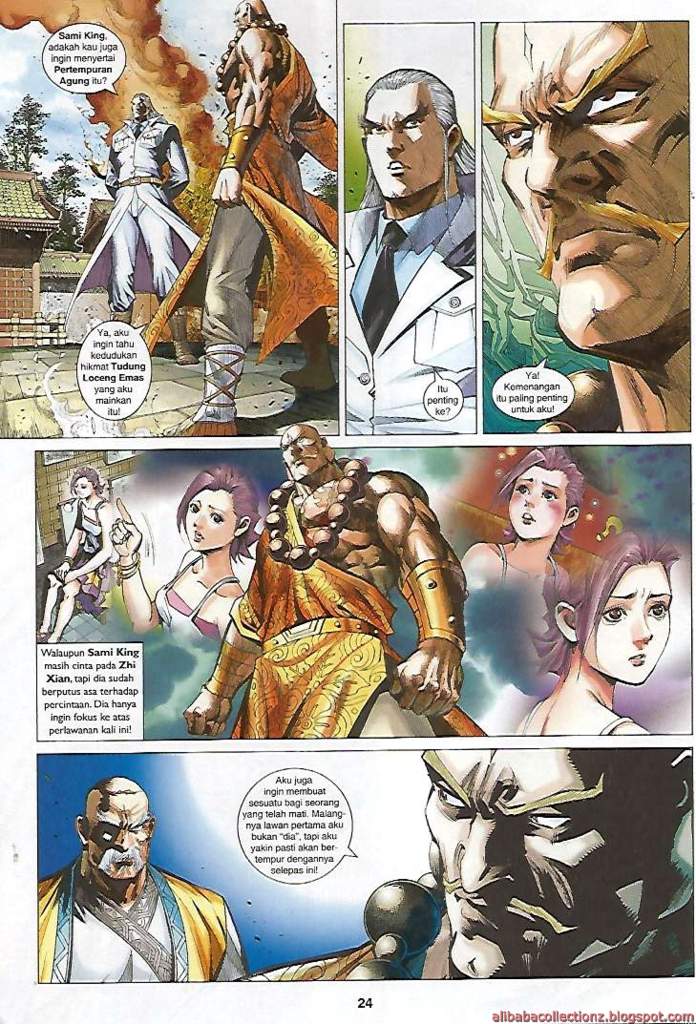 Sami King,
adakah kau juga
ingin menyertai
Pertempuran
Agung itu?
Ya, aku
ingin tahu
kedudukan
hikmat Tudung
Loceng Emas
yang aku
mainkan
itu!
Itu
penting
ke?
Ya!
Kemenangan
itu paling penting
untuk aku!
Walaupun Sami King
masih cinta pada Zhi
Xian, tapi dia sudah
berputus asa terhadap
percintaan. Dia hanya
ingin fokus ke atas
perlawanan kali ini!
Aku juga
ingin membuat
sesuatu bagi seorang
yang telah mati. Malang-
nya lawan pertama aku
bukan “dia”, tapi aku
yakin pasti akan ber-
tempur dengannya
selepas ini!
24
alibabacollectionz.blogspot.com